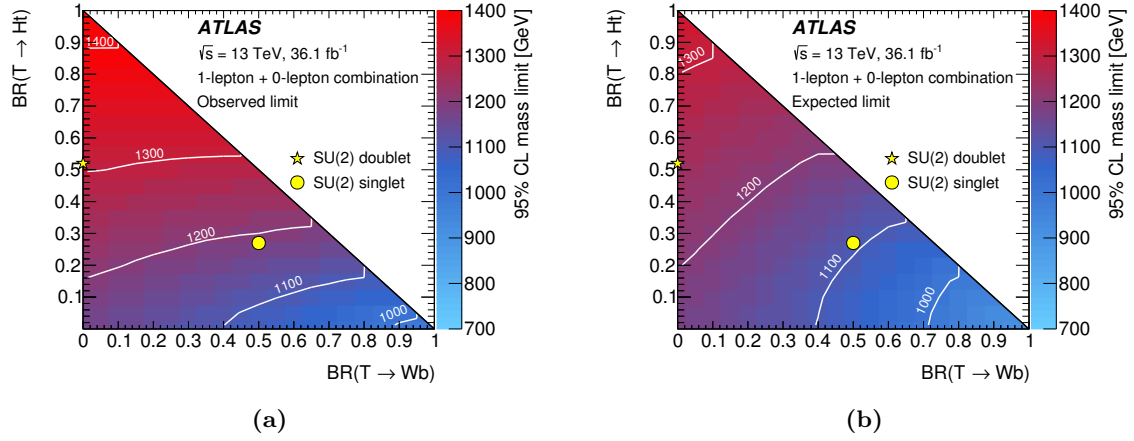 BR(T → Ht)
1
0.9
0.8
0.7
0.6
0.5
0.4
0.3
0.2
0.1
0 0.1 0.2 0.3 0.4 0.5 0.6 0.7 0.8 0.9 1
BR(T → Wb)
ATLAS
√s = 13 TeV, 36.1 fb⁻¹
1-lepton + 0-lepton combination
Observed limit
SU(2) doublet
SU(2) singlet
1400
1300
1200
1100
1000
1400
1300
1200
1100
1000
900
800
700
95% CL mass limit [GeV]
(a)
BR(T → Ht)
1
0.9
0.8
0.7
0.6
0.5
0.4
0.3
0.2
0.1
0 0.1 0.2 0.3 0.4 0.5 0.6 0.7 0.8 0.9 1
BR(T → Wb)
ATLAS
√s = 13 TeV, 36.1 fb⁻¹
1-lepton + 0-lepton combination
Expected limit
SU(2) doublet
SU(2) singlet
1300
1200
1100
1000
1400
1300
1200
1100
1000
900
800
700
95% CL mass limit [GeV]
(b)